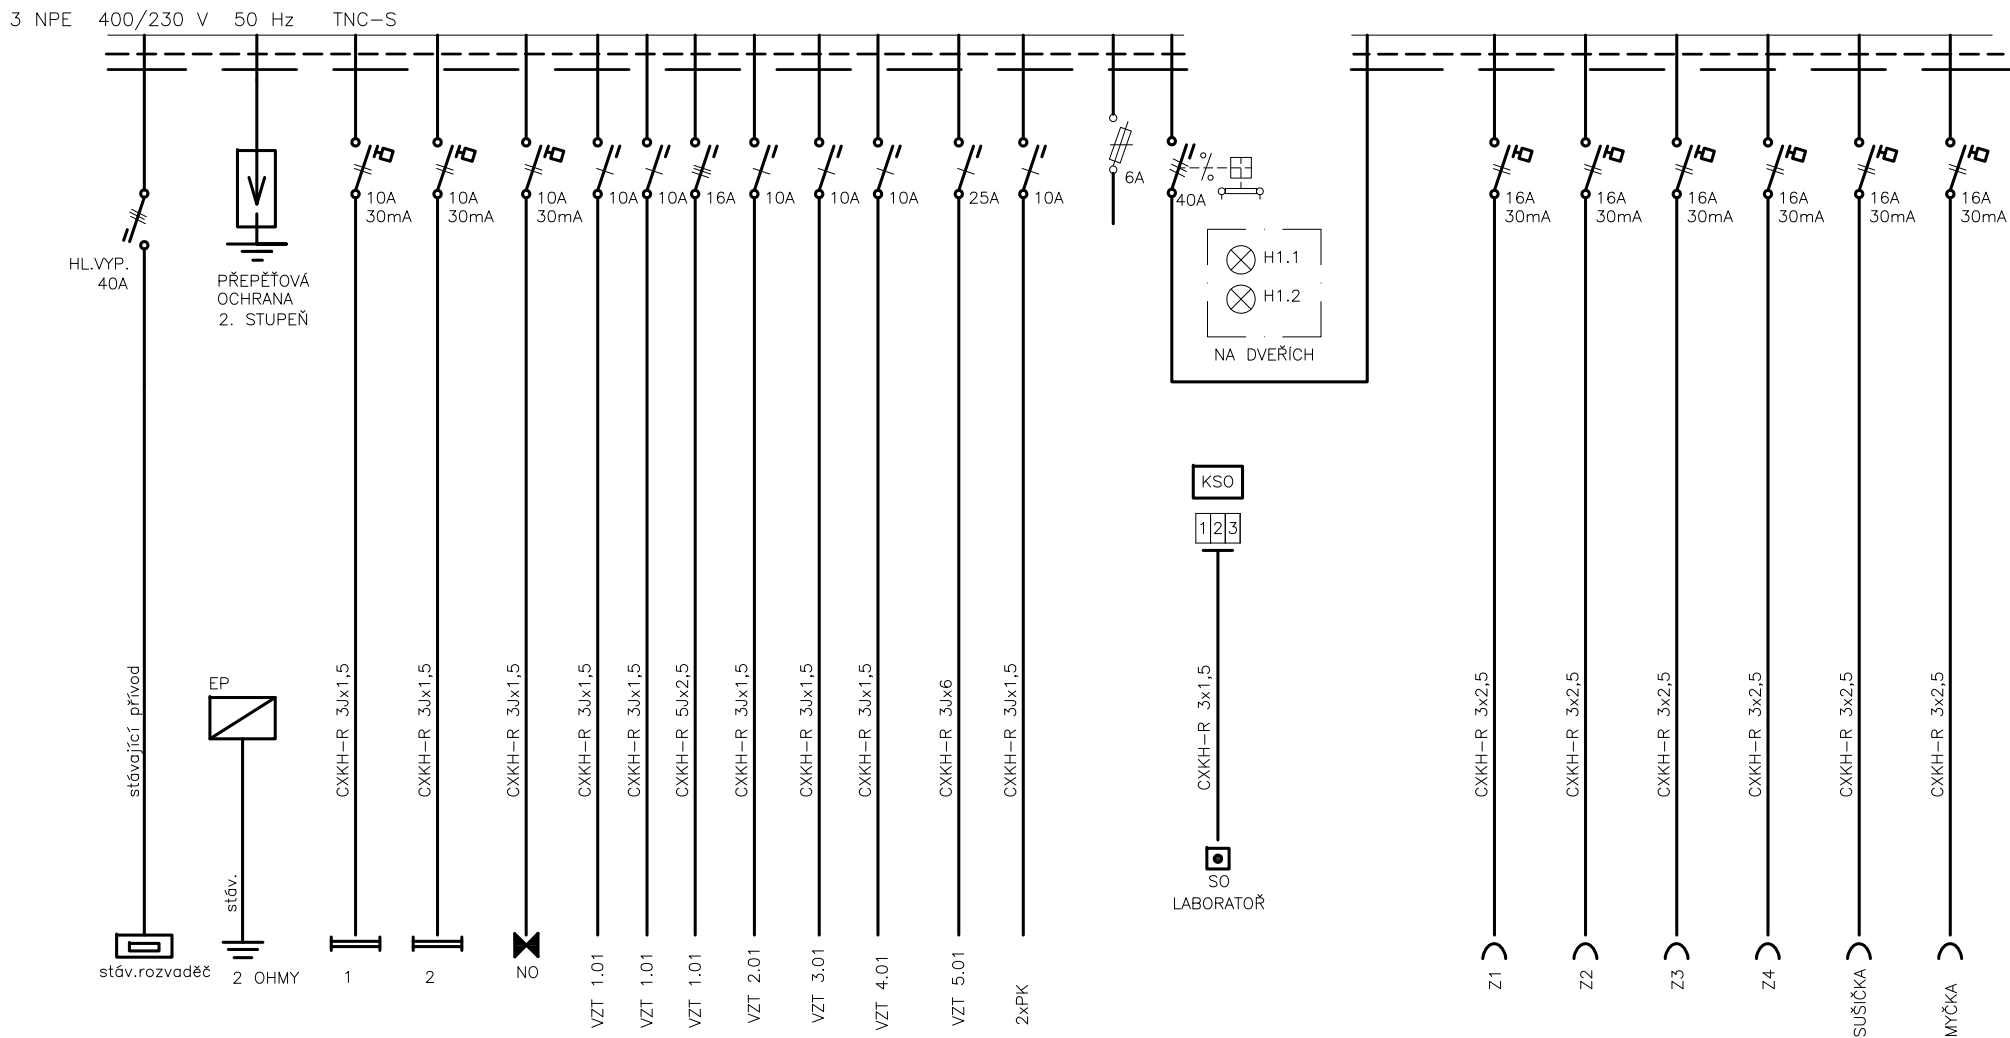 3 NPE 400/230 V 50 Hz TNC-S
HL.VYP.
40A
PŘEPĚŤOVÁ
OCHRANA
2. STUPEŇ
10A
30mA
10A
30mA
10A
30mA
10A
10A
16A
10A
10A
10A
25A
10A
6A
40A
H1.1
H1.2
NA DVEŘÍCH
16A
30mA
16A
30mA
16A
30mA
16A
30mA
16A
30mA
16A
30mA
KSO
1 2 3
stávající přívod
EP
stáv.
CXKH-R 3Jx1,5
CXKH-R 3Jx1,5
CXKH-R 3Jx1,5
CXKH-R 3Jx1,5
CXKH-R 3Jx1,5
CXKH-R 5Jx2,5
CXKH-R 3Jx1,5
CXKH-R 3Jx1,5
CXKH-R 3Jx1,5
CXKH-R 3Jx6
CXKH-R 3Jx1,5
CXKH-R 3x1,5
CXKH-R 3x2,5
CXKH-R 3x2,5
CXKH-R 3x2,5
CXKH-R 3x2,5
CXKH-R 3x2,5
CXKH-R 3x2,5
SO
LABORATOŘ
stáv.rozvaděč
2 OHMY
1
2
NO
VZT 1.01
VZT 1.01
VZT 1.01
VZT 2.01
VZT 3.01
VZT 4.01
VZT 5.01
2xPK
Z1
Z2
Z3
Z4
SUŠIČKA
MYČKA